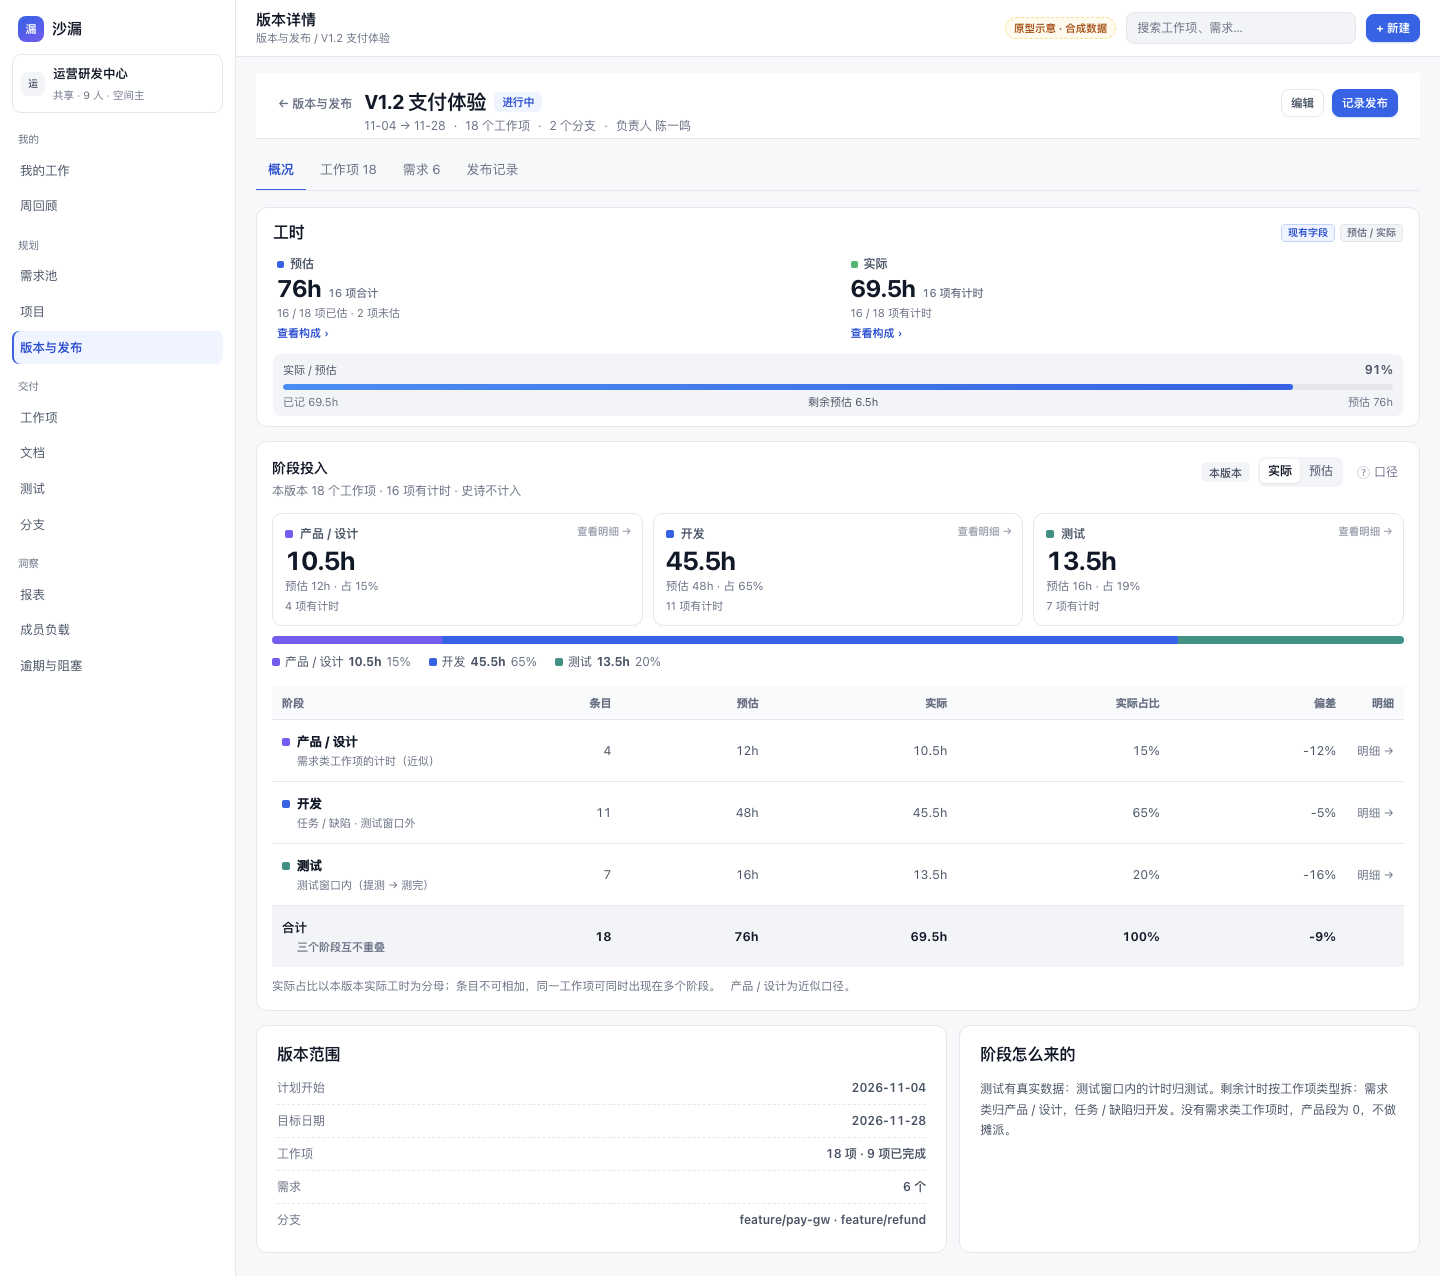 漏 沙漏
运 运营研发中心
共享 · 9 人 · 空间主
我的
我的工作
周回顾
规划
需求池
项目
版本与发布
交付
工作项
文档
测试
分支
洞察
报表
成员负载
逾期与阻塞
版本详情
版本与发布 / V1.2 支付体验
原型示意 · 合成数据
搜索工作项、需求...
+ 新建
← 版本与发布 V1.2 支付体验 进行中
11-04 → 11-28 · 18 个工作项 · 2 个分支 · 负责人 陈一鸣
编辑 记录发布
概况 工作项 18 需求 6 发布记录
工时 现有字段 预估 / 实际
预估
76h 16 项合计
16 / 18 项已估 · 2 项未估
查看构成 ›
实际
69.5h 16 项有计时
16 / 18 项有计时
查看构成 ›
实际 / 预估 91%
已记 69.5h 剩余预估 6.5h 预估 76h
阶段投入
本版本 18 个工作项 · 16 项有计时 · 史诗不计入
本版本 实际 预估 ? 口径
产品 / 设计 查看明细 →
10.5h
预估 12h · 占 15%
4 项有计时
开发 查看明细 →
45.5h
预估 48h · 占 65%
11 项有计时
测试 查看明细 →
13.5h
预估 16h · 占 19%
7 项有计时
产品 / 设计 10.5h 15% 开发 45.5h 65% 测试 13.5h 20%
阶段 条目 预估 实际 实际占比 偏差 明细
产品 / 设计
需求类工作项的计时（近似） 4 12h 10.5h 15% -12% 明细 →
开发
任务 / 缺陷 · 测试窗口外 11 48h 45.5h 65% -5% 明细 →
测试
测试窗口内（提测 → 测完） 7 16h 13.5h 20% -16% 明细 →
合计
三个阶段互不重叠 18 76h 69.5h 100% -9%
实际占比以本版本实际工时为分母；条目不可相加，同一工作项可同时出现在多个阶段。 产品 / 设计为近似口径。
版本范围
计划开始 2026-11-04
目标日期 2026-11-28
工作项 18 项 · 9 项已完成
需求 6 个
分支 feature/pay-gw · feature/refund
阶段怎么来的
测试有真实数据：测试窗口内的计时归测试。剩余计时按工作项类型拆：需求
类归产品 / 设计，任务 / 缺陷归开发。没有需求类工作项时，产品段为 0，不做
摊派。